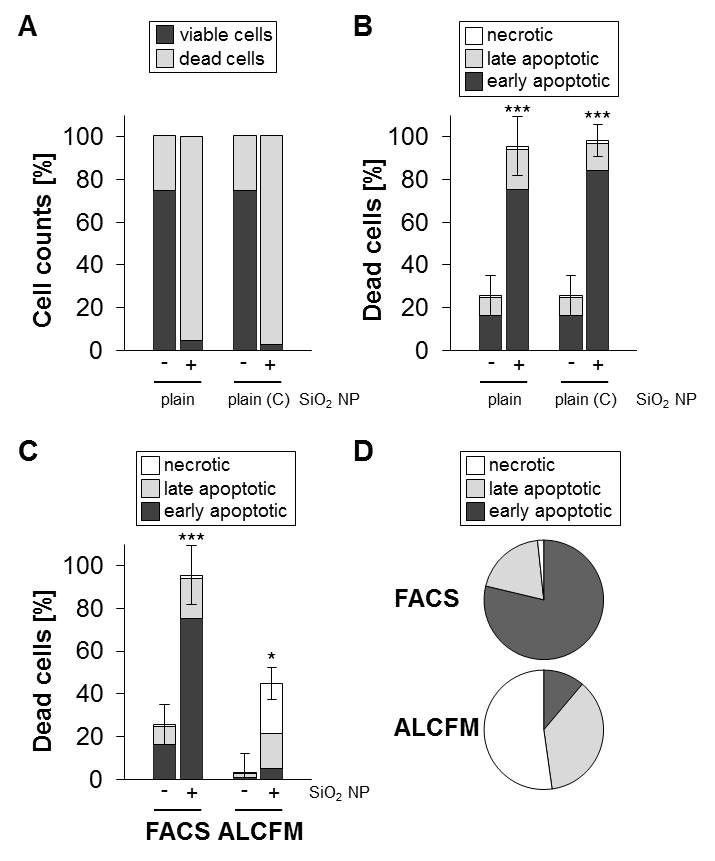 A
viable cells
dead cells
Cell counts [%]
100
80
60
40
20
0
- + - +
plain plain (C) SiO₂ NP
B
necrotic
late apoptotic
early apoptotic
Dead cells [%]
100
80
60
40
20
0
*** ***
- + - +
plain plain (C) SiO₂ NP
C
necrotic
late apoptotic
early apoptotic
Dead cells [%]
100
80
60
40
20
0
*** *
- + - + SiO₂ NP
FACS ALCFM
D
necrotic
late apoptotic
early apoptotic
FACS
ALCFM